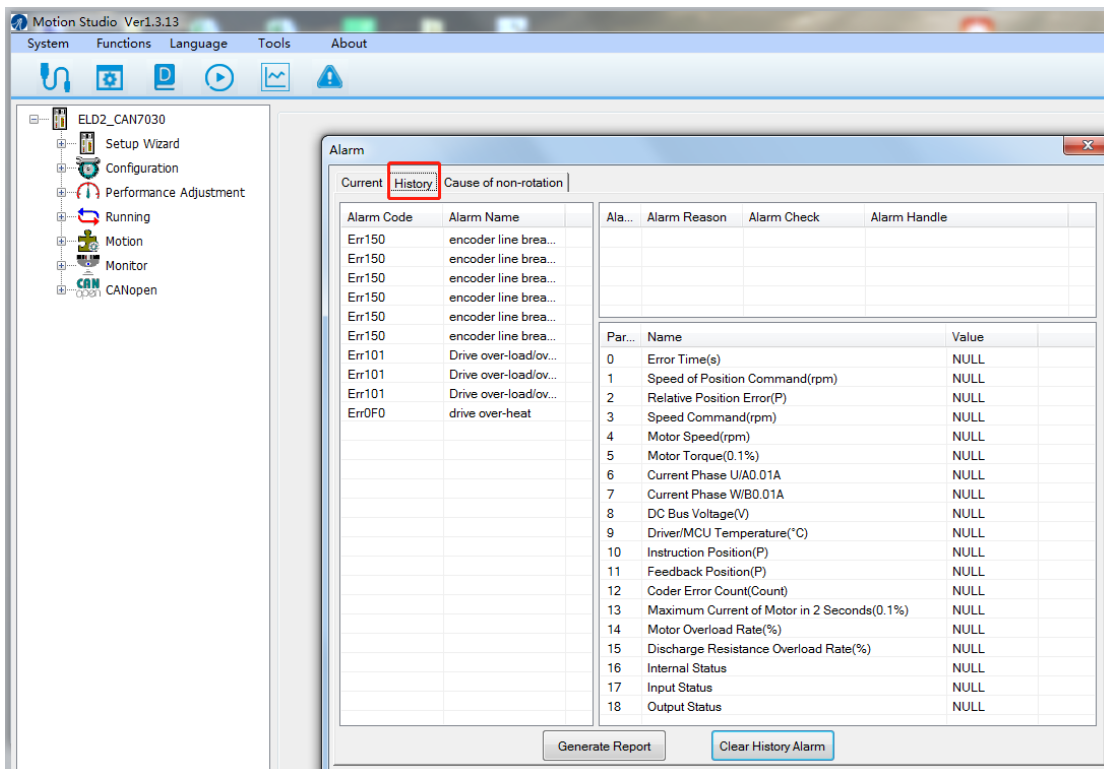 Motion Studio Ver1.3.13
System Functions Language Tools About
ELD2_CAN7030
Setup Wizard
Configuration
Performance Adjustment
Running
Motion
Monitor
CANopen
Alarm
Current History Cause of non-rotation
Alarm Code Alarm Name
Err150 encoder line brea...
Err150 encoder line brea...
Err150 encoder line brea...
Err150 encoder line brea...
Err150 encoder line brea...
Err150 encoder line brea...
Err101 Drive over-load/ov...
Err101 Drive over-load/ov...
Err101 Drive over-load/ov...
Err0F0 drive over-heat
Ala... Alarm Reason Alarm Check Alarm Handle
Par... Name Value
0 Error Time(s) NULL
1 Speed of Position Command(rpm) NULL
2 Relative Position Error(P) NULL
3 Speed Command(rpm) NULL
4 Motor Speed(rpm) NULL
5 Motor Torque(0.1%) NULL
6 Current Phase U/A0.01A NULL
7 Current Phase W/B0.01A NULL
8 DC Bus Voltage(V) NULL
9 Driver/MCU Temperature(°C) NULL
10 Instruction Position(P) NULL
11 Feedback Position(P) NULL
12 Coder Error Count(Count) NULL
13 Maximum Current of Motor in 2 Seconds(0.1%) NULL
14 Motor Overload Rate(%) NULL
15 Discharge Resistance Overload Rate(%) NULL
16 Internal Status NULL
17 Input Status NULL
18 Output Status NULL
Generate Report Clear History Alarm